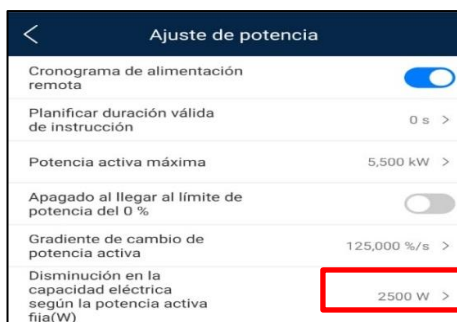 Ajuste de potencia
Cronograma de alimentación
remota
Planificar duración válida
de instrucción
0 s >
Potencia activa máxima
5,500 kW >
Apagado al llegar al límite de
potencia del 0 %
Gradiente de cambio de
potencia activa
125,000 %/s >
Disminución en la
capacidad eléctrica
según la potencia activa
fija(W)
2500 W >